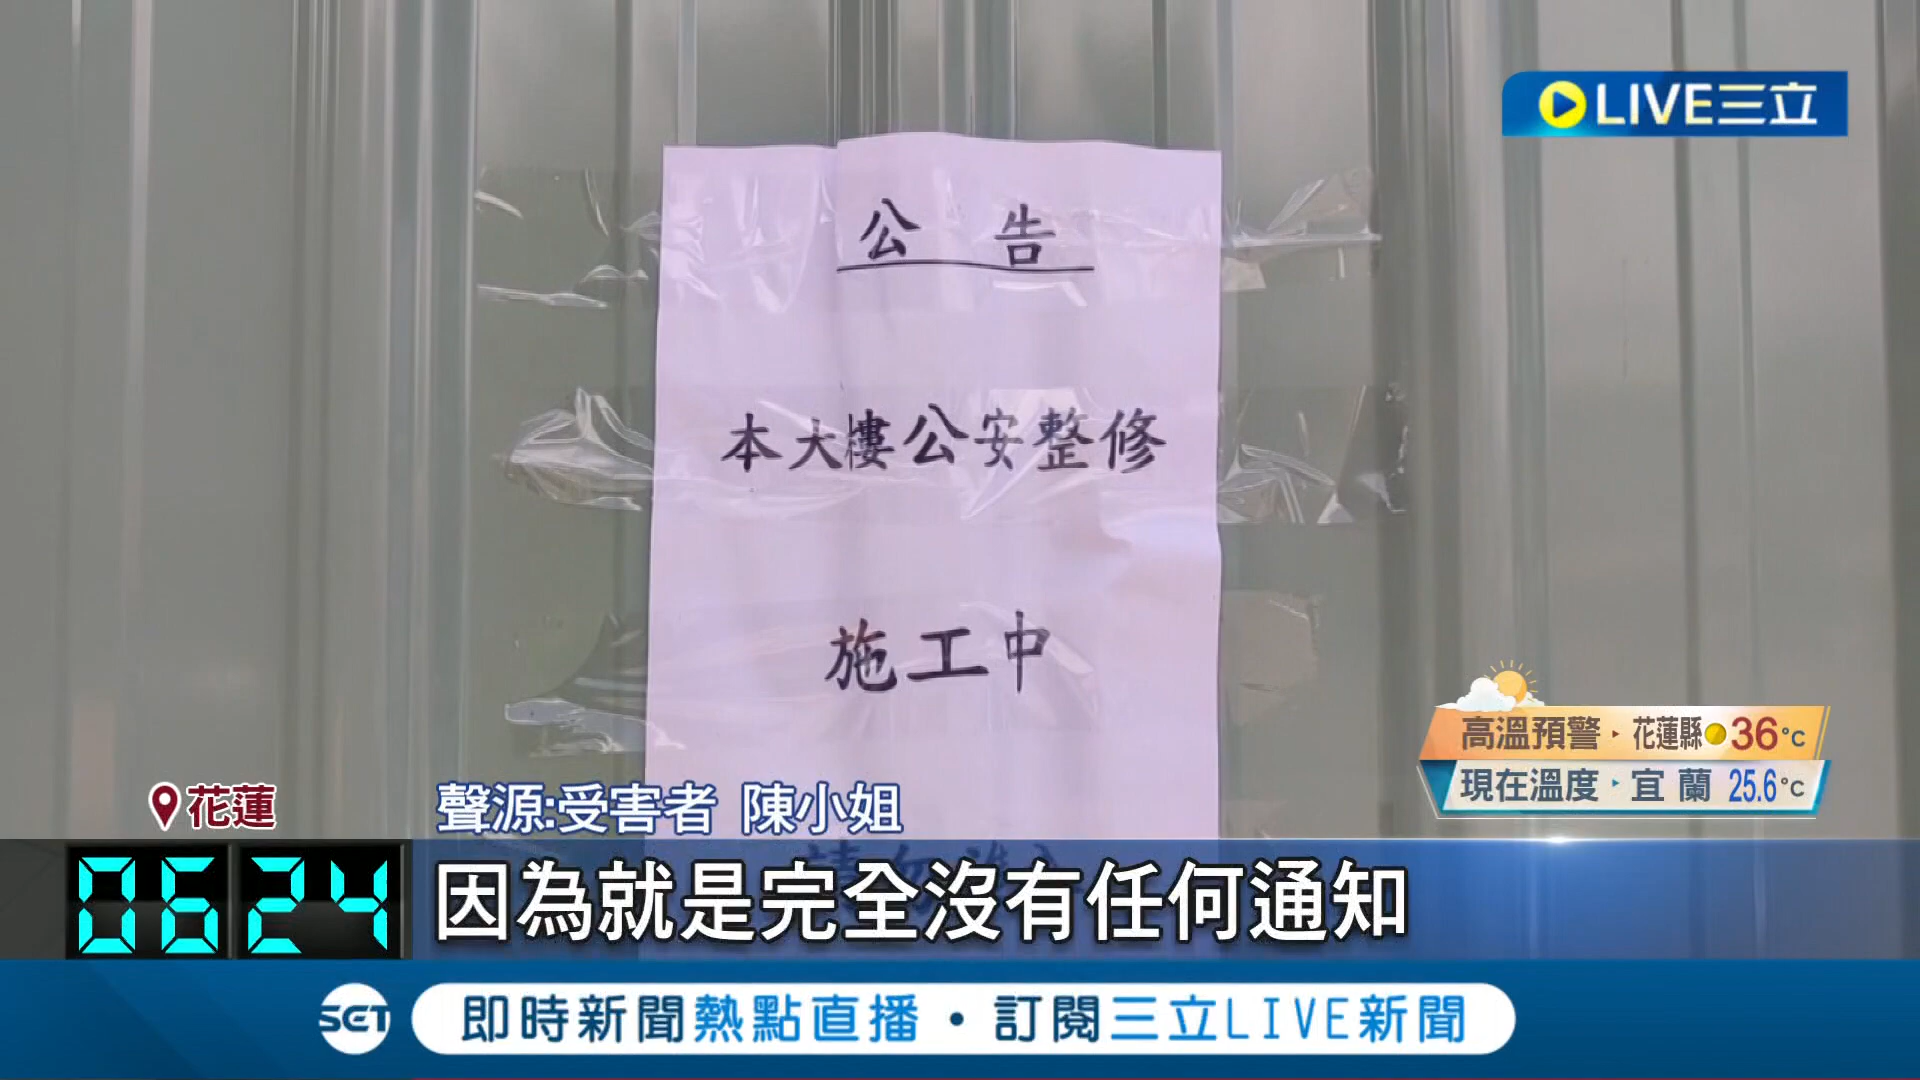 LIVE三立
公告
本大樓公安整修
施工中
高溫預警 花蓮縣 36°C
現在溫度 宜蘭 25.6°C
花蓮
聲源:受害者 陳小姐
請勿進入
因為就是完全沒有任何通知
0624
SET 即時新聞熱點直播・訂閱三立LIVE新聞